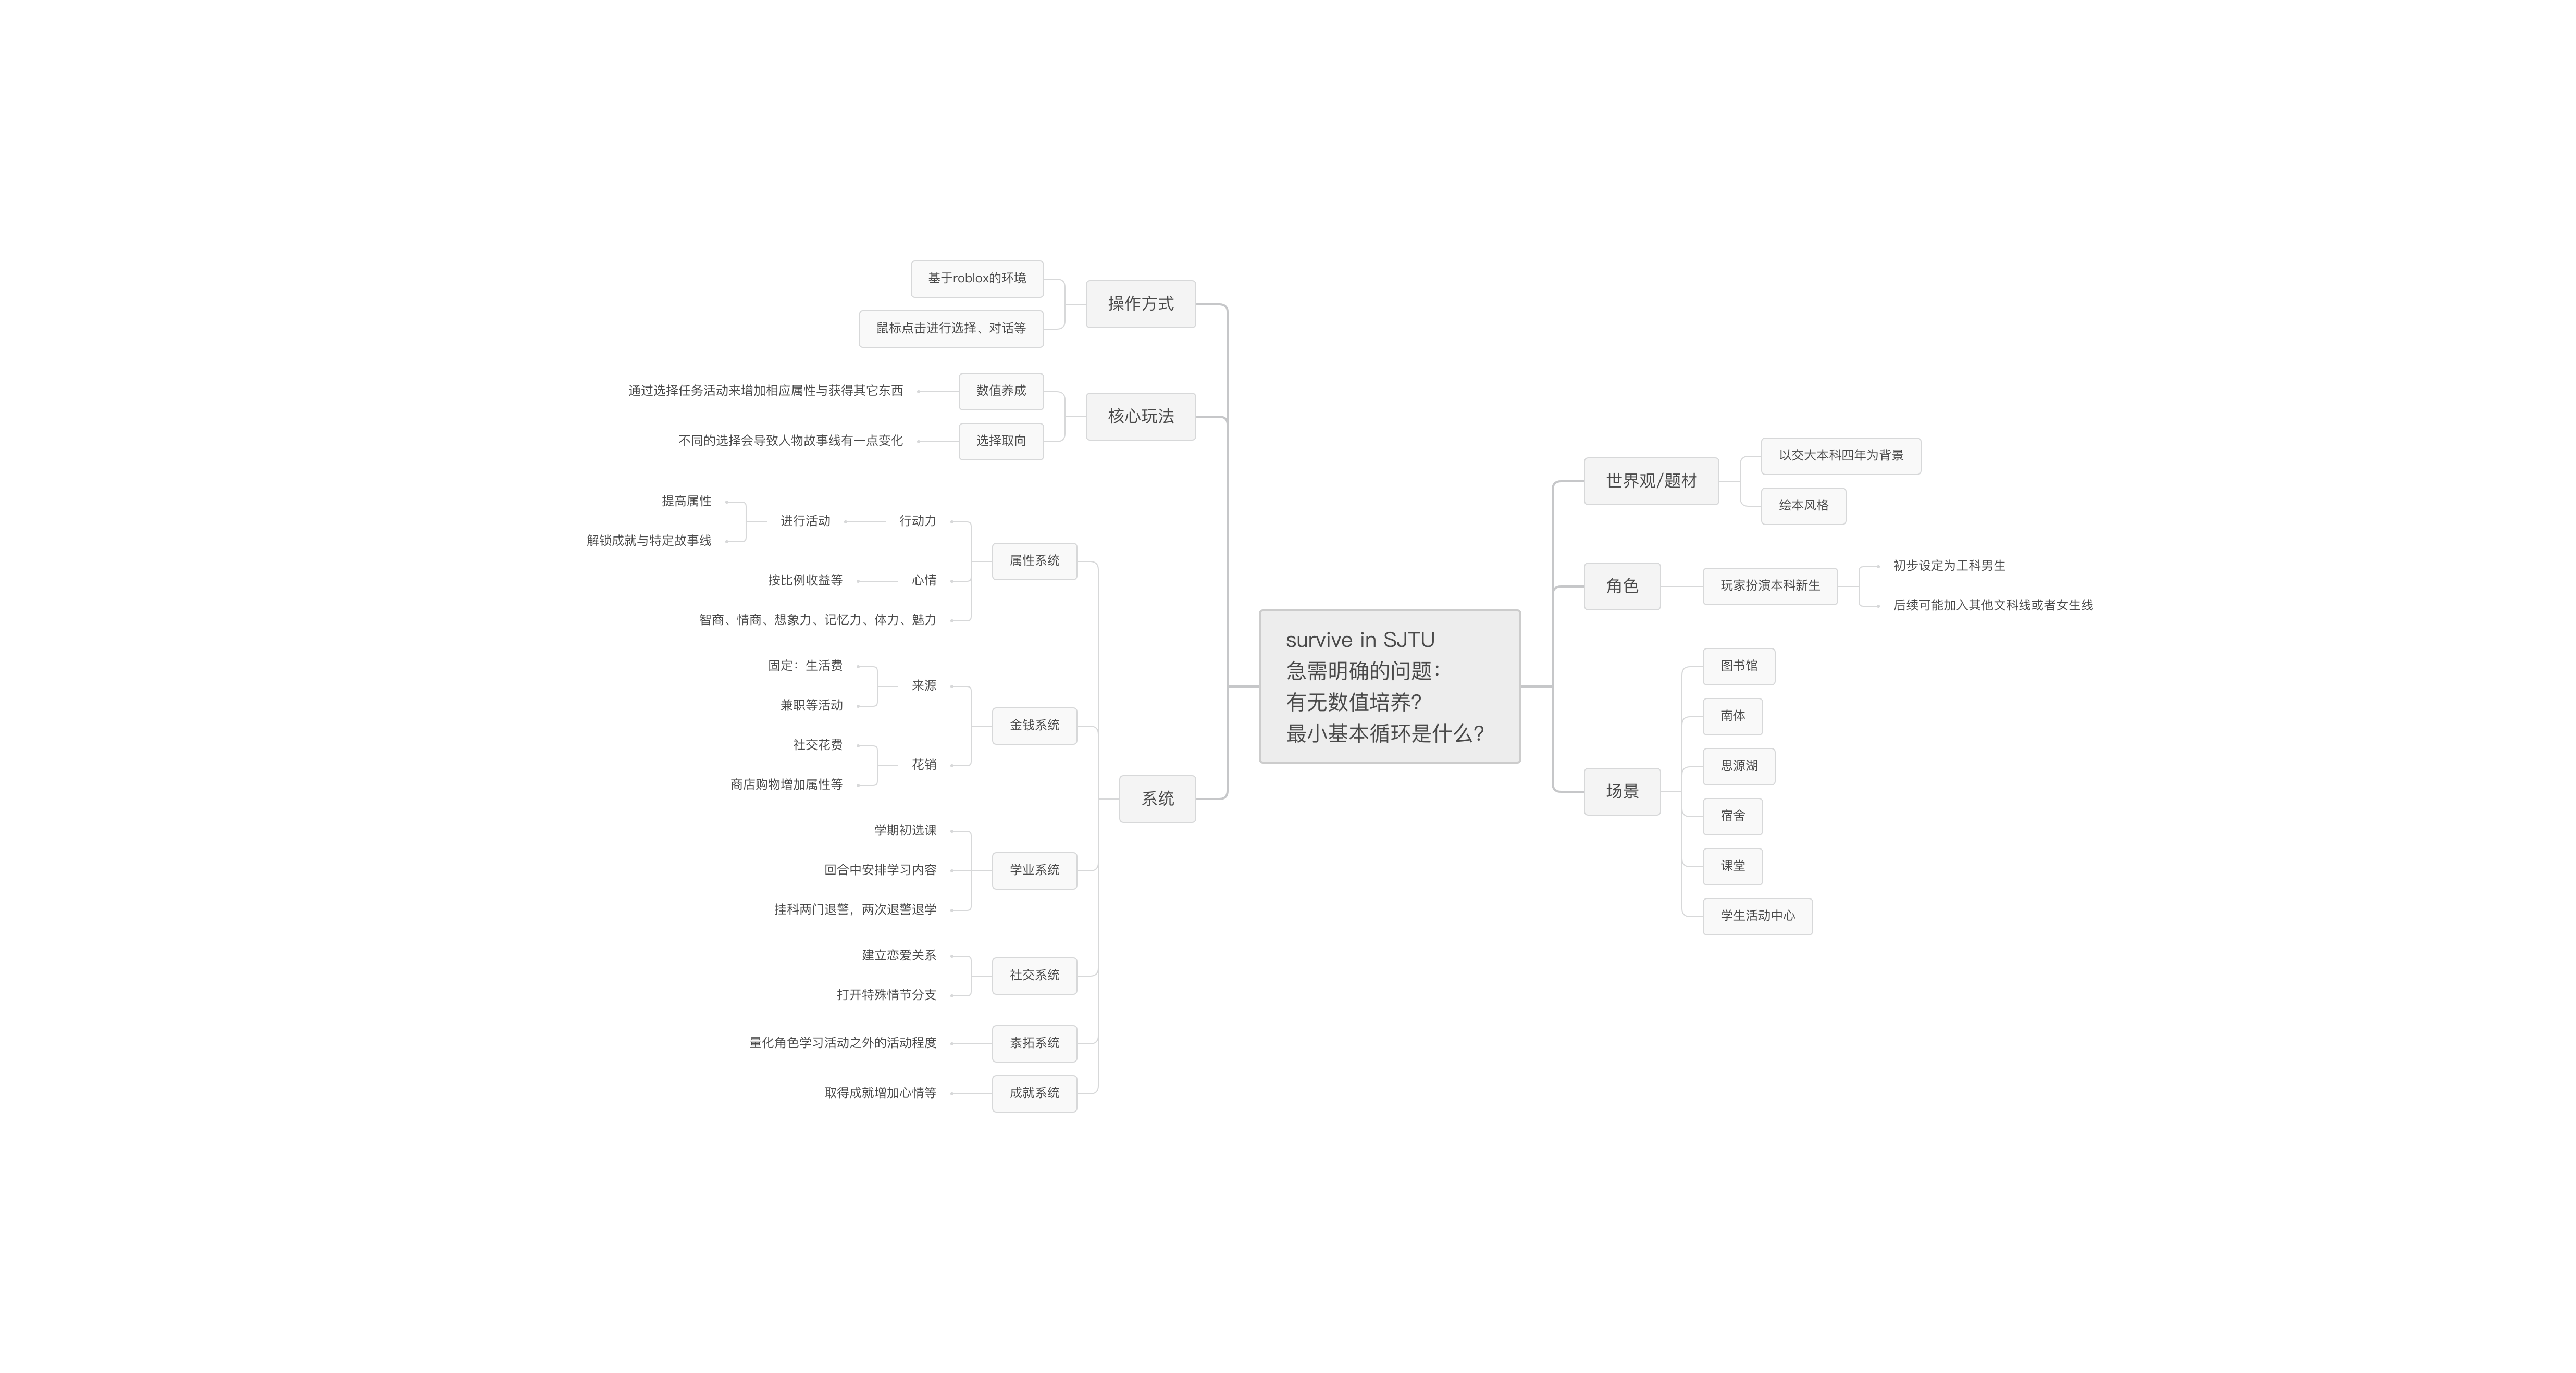 survive in SJTU
急需明确的问题：
有无数值培养？
最小基本循环是什么？
操作方式
基于roblox的环境
鼠标点击进行选择、对话等
核心玩法
数值养成
通过选择任务活动来增加相应属性与获得其它东西
选择取向
不同的选择会导致人物故事线有一点变化
系统
属性系统
行动力
进行活动
提高属性
解锁成就与特定故事线
心情
按比例收益等
智商、情商、想象力、记忆力、体力、魅力
金钱系统
来源
固定：生活费
兼职等活动
花销
社交花费
商店购物增加属性等
学业系统
学期初选课
回合中安排学习内容
挂科两门退警，两次退警退学
社交系统
建立恋爱关系
打开特殊情节分支
素拓系统
量化角色学习活动之外的活动程度
成就系统
取得成就增加心情等
世界观/题材
以交大本科四年为背景
绘本风格
角色
玩家扮演本科新生
初步设定为工科男生
后续可能加入其他文科线或者女生线
场景
图书馆
南体
思源湖
宿舍
课堂
学生活动中心